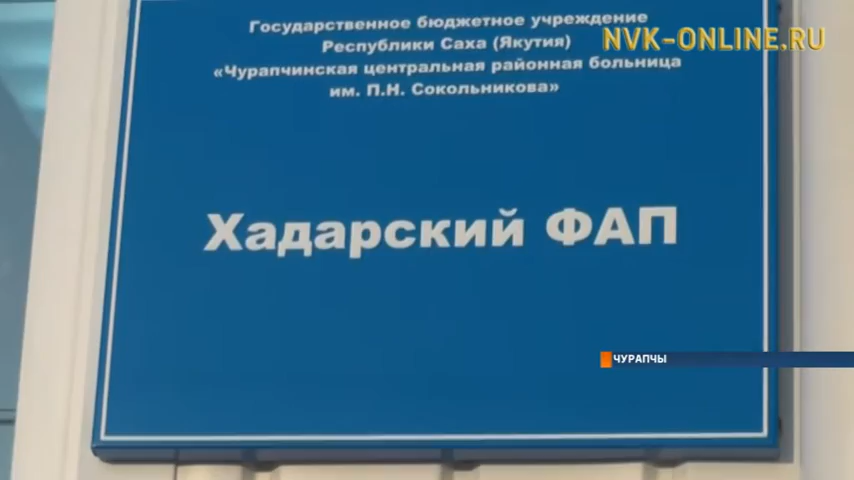 Государственное бюджетное учреждение
Республики Саха (Якутия)
«Чурапчинская центральная районная больница
им. П.Н. Сокольникова»
Хадарский ФАП
NVK-ONLINE.RU
ЧУРАПЧЫ